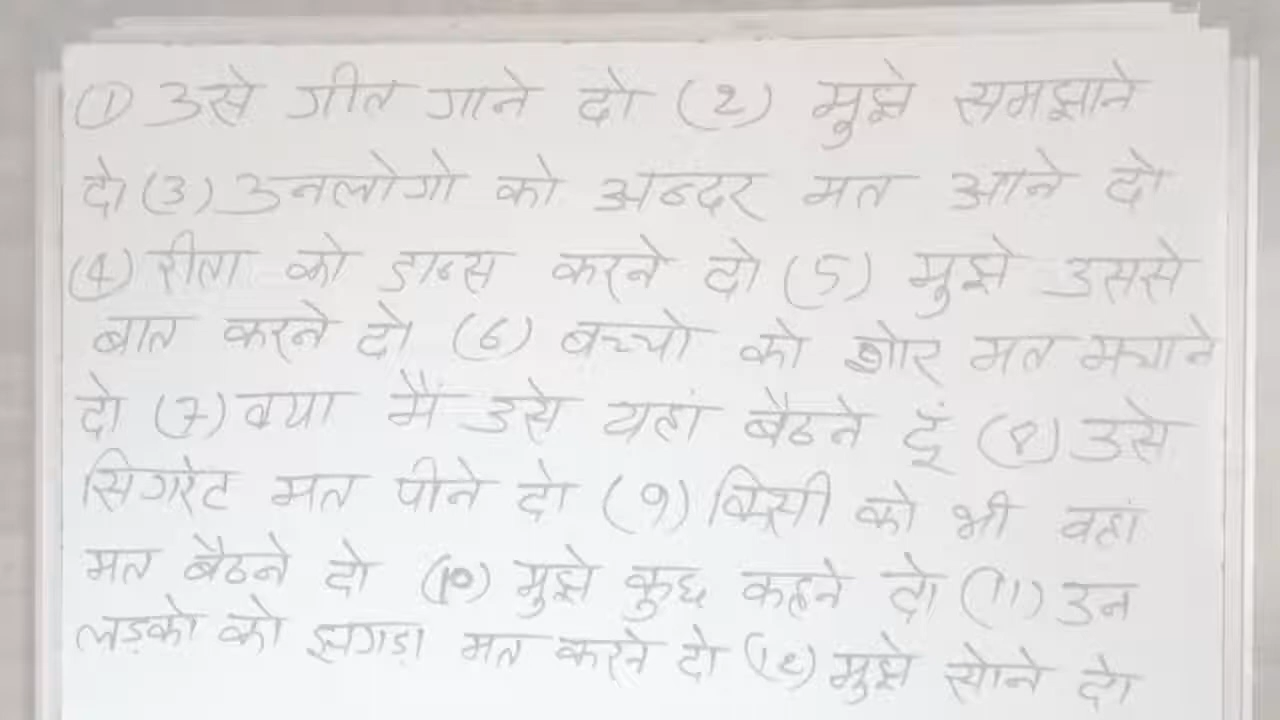 (1) उसे गीत गाने दो (2) मुझे समझाने
दो (3) उनलोगो को अन्दर मत आने दो
(4) रीता को डान्स करने दो (5) मुझे उससे
बात करने दो (6) बच्चो को शोर मत मचाने
दो (7) क्या मैं उसे यहां बैठने दूं (8) उसे
सिगरेट मत पीने दो (9) किसी को भी वहां
मत बैठने दो (10) मुझे कुछ कहने दो (11) उन
लड़को को झगड़ा मत करने दो (12) मुझे सोने दो